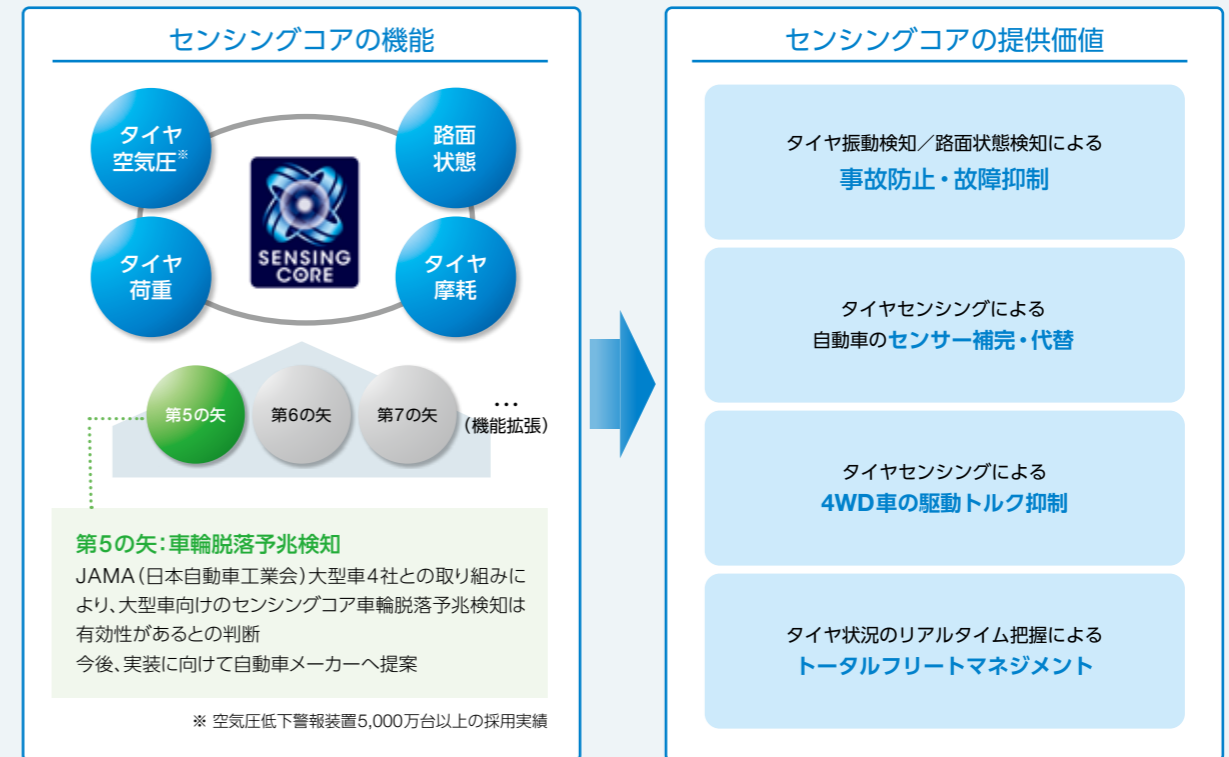 センシングコアの機能
タイヤ
空気圧※
路面
状態
SENSING
CORE
タイヤ
荷重
タイヤ
摩耗
第5の矢
第6の矢
第7の矢
…
(機能拡張)
第5の矢:車輪脱落予兆検知
JAMA(日本自動車工業会)大型車4社との取り組みに
より、大型車向けのセンシングコア車輪脱落予兆検知は
有効性があるとの判断
今後、実装に向けて自動車メーカーへ提案
※ 空気圧低下警報装置5,000万台以上の採用実績
センシングコアの提供価値
タイヤ振動検知/路面状態検知による
事故防止・故障抑制
タイヤセンシングによる
自動車のセンサー補完・代替
タイヤセンシングによる
4WD車の駆動トルク抑制
タイヤ状況のリアルタイム把握による
トータルフリートマネジメント